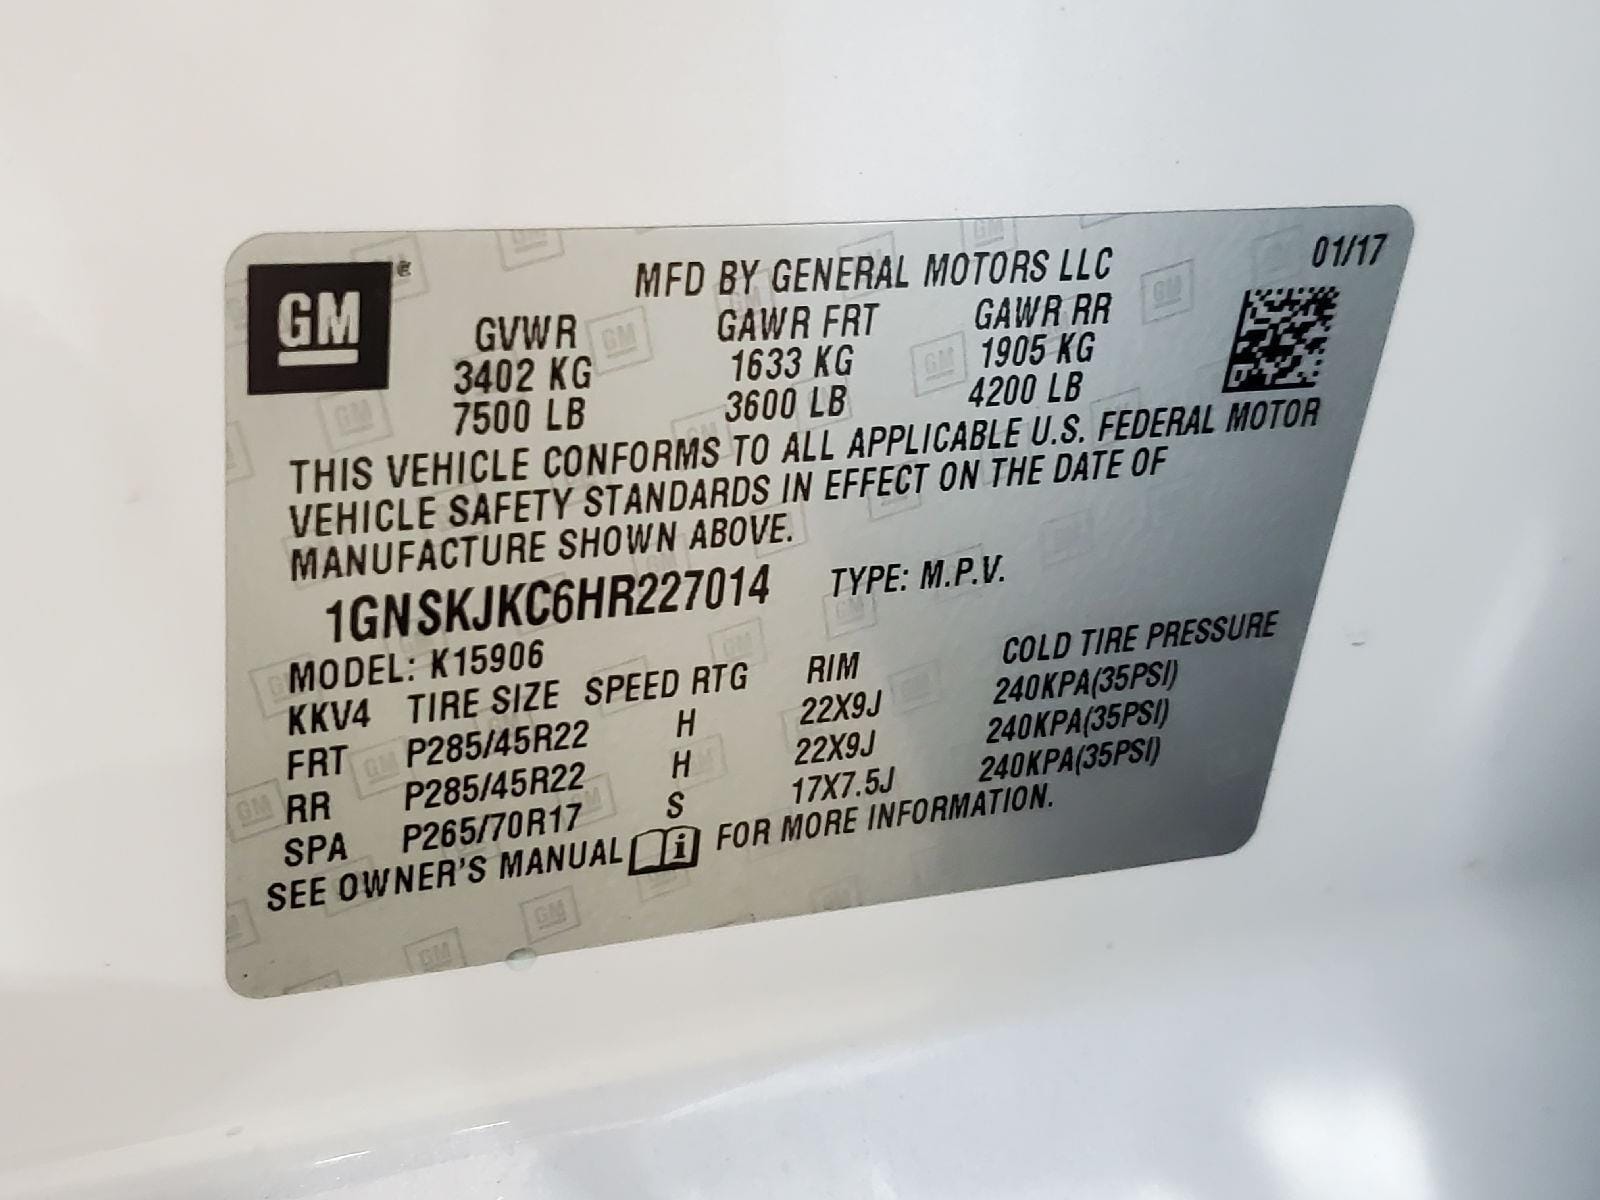 GM
MFD BY GENERAL MOTORS LLC 01/17
GVWR GAWR FRT GAWR RR
3402 KG 1633 KG 1905 KG
7500 LB 3600 LB 4200 LB
THIS VEHICLE CONFORMS TO ALL APPLICABLE U.S. FEDERAL MOTOR
VEHICLE SAFETY STANDARDS IN EFFECT ON THE DATE OF
MANUFACTURE SHOWN ABOVE.
1GNSKJKC6HR227014 TYPE: M.P.V.
MODEL: K15906
KKV4 TIRE SIZE SPEED RTG RIM COLD TIRE PRESSURE
FRT P285/45R22 H 22X9J 240KPA(35PSI)
RR P285/45R22 H 22X9J 240KPA(35PSI)
SPA P265/70R17 S 17X7.5J 240KPA(35PSI)
SEE OWNER'S MANUAL i FOR MORE INFORMATION.